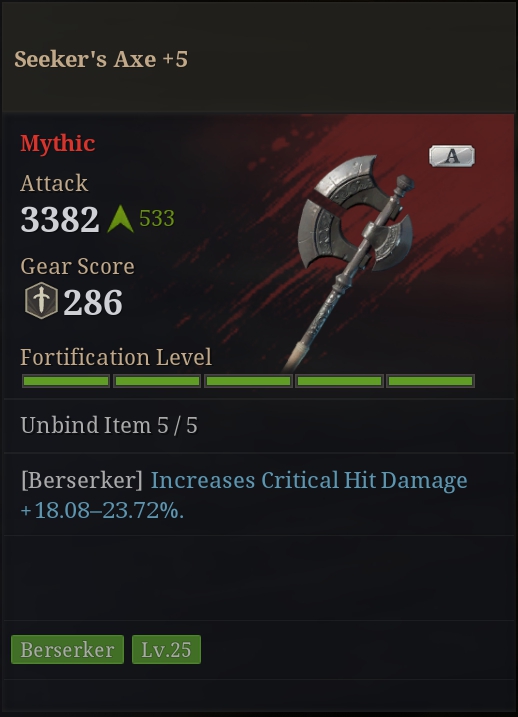 Seeker's Axe +5
Mythic
A
Attack
3382 533
Gear Score
286
Fortification Level
Unbind Item 5 / 5
[Berserker] Increases Critical Hit Damage
+18.08–23.72%.
Berserker Lv.25